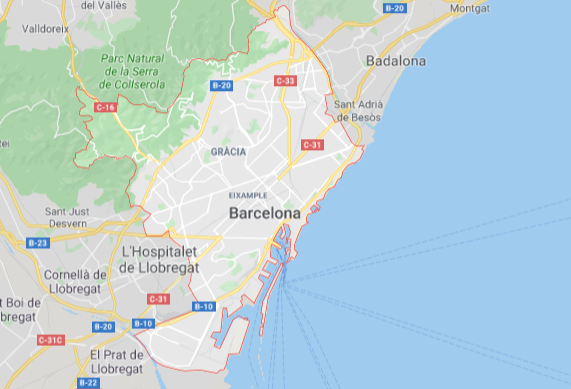 del Vallès
B-20
Montgat
Valldoreix
Parc Natural
de la Serra
de Collserola
Badalona
B-20
C-33
C-16
Sant Adrià
de Besòs
C-31
GRÀCIA
EIXAMPLE
Barcelona
Sant Just
Desvern
B-23
L'Hospitalet
de Llobregat
Cornellà de
Llobregat
t Boi de
bregat
C-31
B-10
B-20
B-10
C-31C
El Prat de
Llobregat
B-22